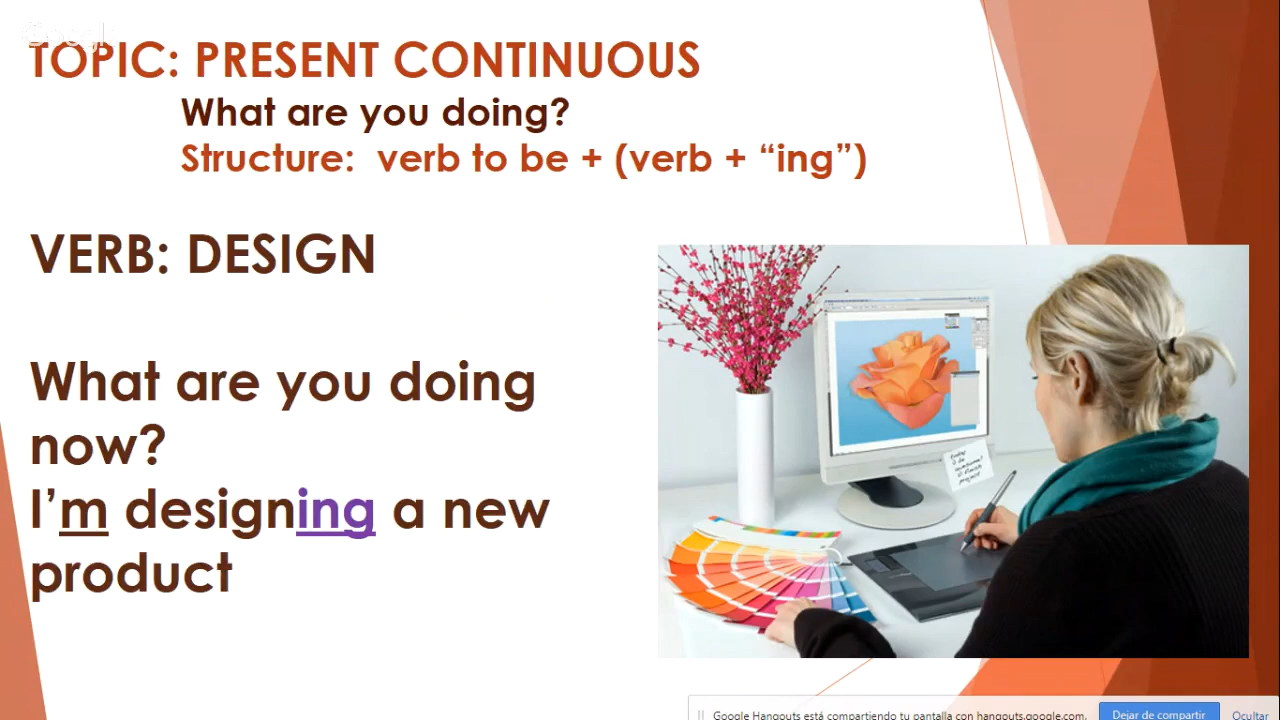 Google
TOPIC: PRESENT CONTINUOUS
What are you doing?
Structure: verb to be + (verb + “ing”)
VERB: DESIGN
What are you doing
now?
I’m designing a new
product
Google Hangouts está compartiendo tu pantalla con hangouts.google.com.
Dejar de compartir
Ocultar